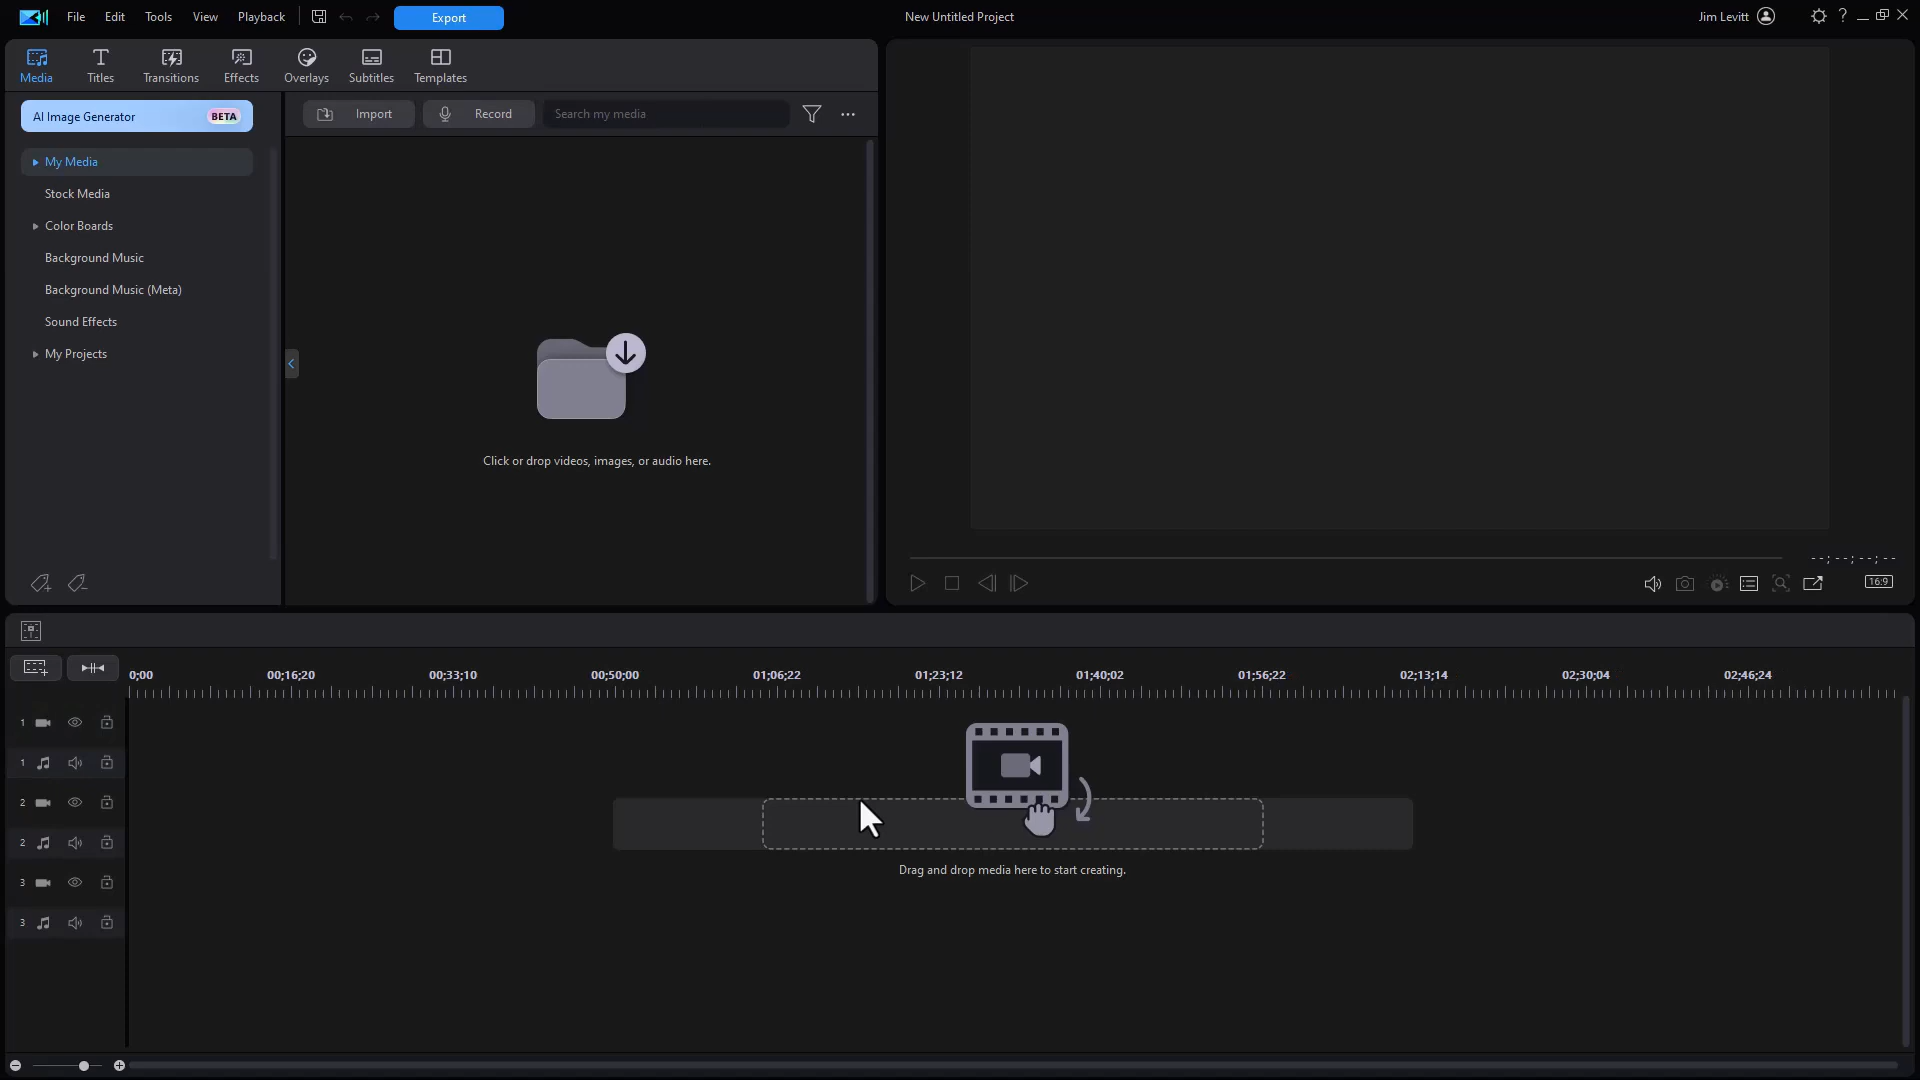 File Edit Tools View Playback Export New Untitled Project Jim Levitt ?
Media Titles Transitions Effects Overlays Subtitles Templates
AI Image Generator BETA
Import Record Search my media
My Media
Stock Media
Color Boards
Background Music
Background Music (Meta)
Sound Effects
My Projects
Click or drop videos, images, or audio here.
--;--;--;--
16:9
0;00 00;16;20 00;33;10 00;50;00 01;06;22 01;23;12 01;40;02 01;56;22 02;13;14 02;30;04 02;46;24
1
1
2
2
Drag and drop media here to start creating.
3
3